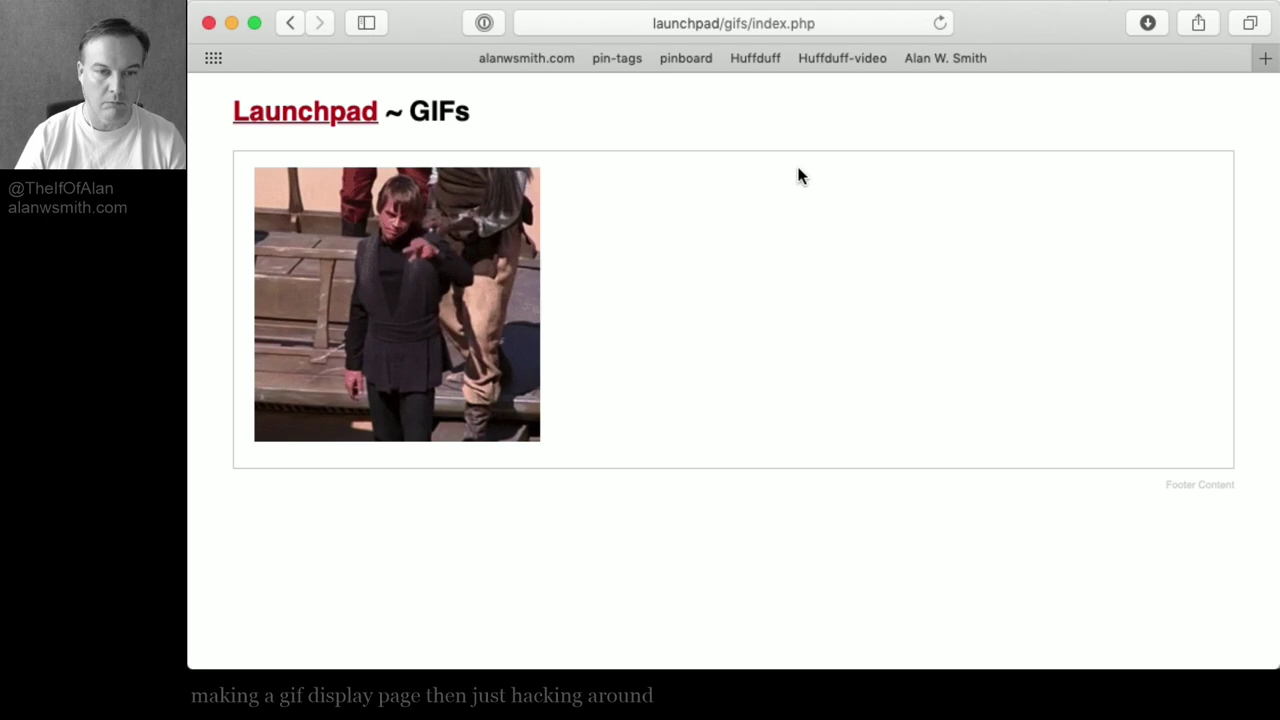 launchpad/gifs/index.php
alanwsmith.com pin-tags pinboard Huffduff Huffduff-video Alan W. Smith
Launchpad ~ GIFs
@TheIfOfAlan
alanwsmith.com
Footer Content
making a gif display page then just hacking around